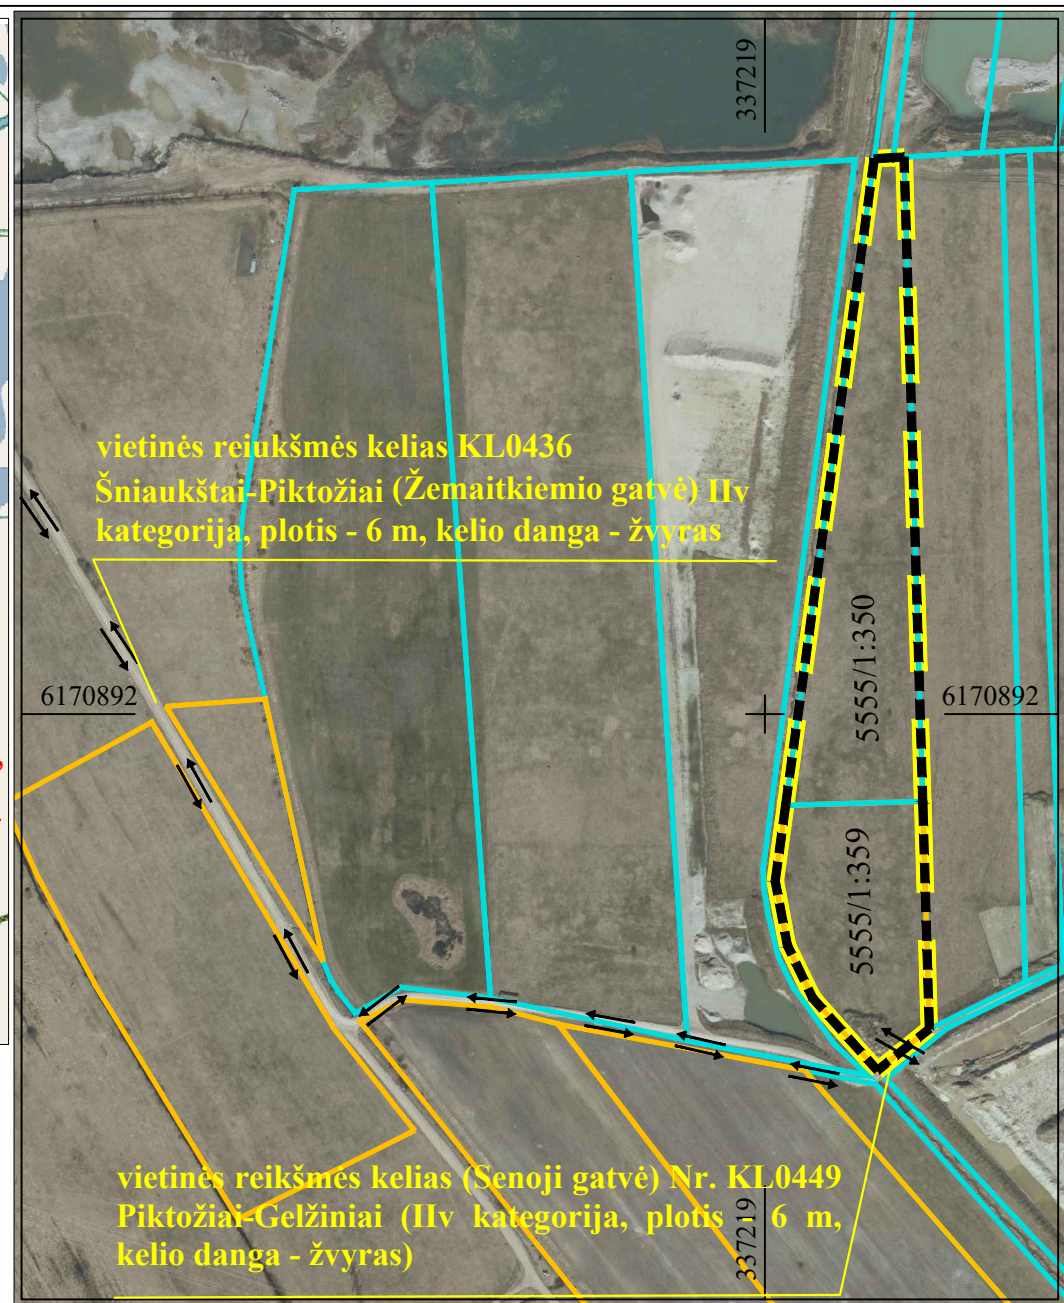 337219
vietinės reiukšmės kelias KL0436
Šniaukštai-Piktožiai (Žemaitkiemio gatvė) IIv
kategorija, plotis - 6 m, kelio danga - žvyras
5555/1:350
6170892
6170892
5555/1:359
vietinės reikšmės kelias (Senoji gatvė) Nr. KL0449
Piktožiai-Gelžiniai (IIv kategorija, plotis - 6 m,
kelio danga - žvyras)
337219